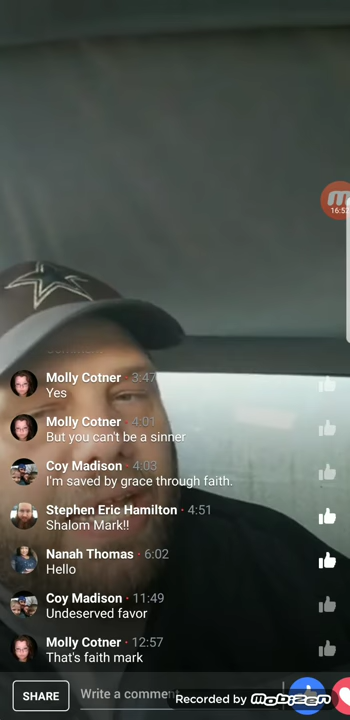 16:5
Molly Cotner · 3:47
Yes
Molly Cotner · 4:01
But you can't be a sinner
Coy Madison · 4:03
I'm saved by grace through faith.
Stephen Eric Hamilton · 4:51
Shalom Mark!!
Nanah Thomas · 6:02
Hello
Coy Madison · 11:49
Undeserved favor
Molly Cotner · 12:57
That's faith mark
SHARE Write a comment
Recorded by Mobizen